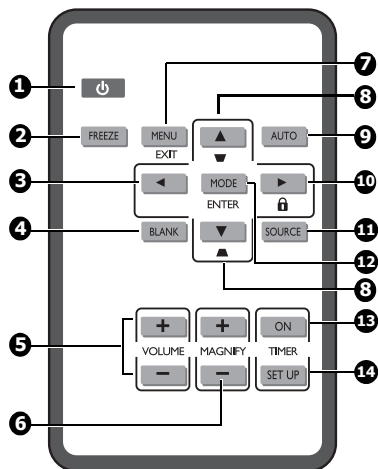 7
8
1
2
FREEZE
MENU
AUTO
9
EXIT
3
MODE
10
ENTER
4
BLANK
SOURCE
11
12
8
5
+
+
ON
13
VOLUME
MAGNIFY
TIMER
−
−
SET UP
14
6